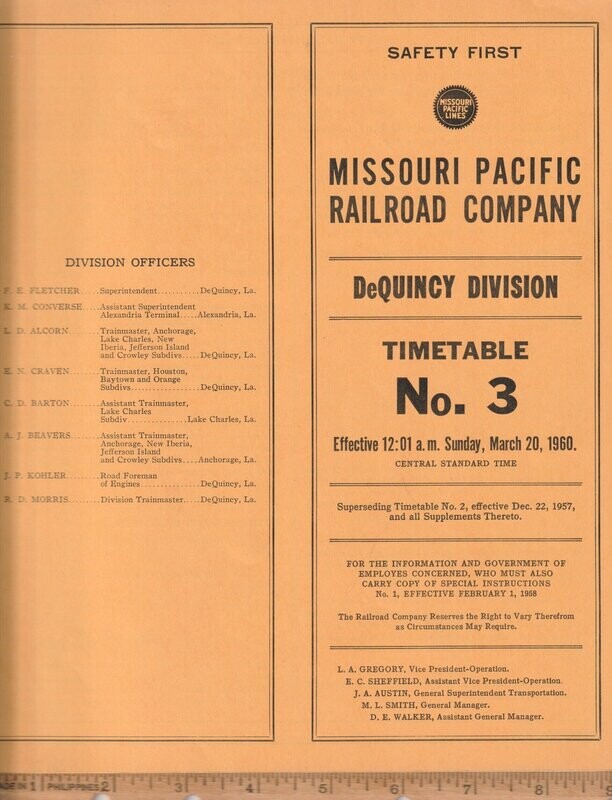 DIVISION OFFICERS
F. E. FLETCHER.....Superintendent..........DeQuincy, La.
K. M. CONVERSE....Assistant Superintendent
Alexandria Terminal....Alexandria, La.
L. D. ALCORN.......Trainmaster, Anchorage,
Lake Charles, New
Iberia, Jefferson Island
and Crowley Subdivs....DeQuincy, La.
E. N. CRAVEN.......Trainmaster, Houston,
Baytown and Orange
Subdivs................DeQuincy, La.
C. D. BARTON.......Assistant Trainmaster,
Lake Charles
Subdiv..............Lake Charles, La.
A. J. BEAVERS.......Assistant Trainmaster,
Anchorage, New Iberia,
Jefferson Island
and Crowley Subdivs....Anchorage, La.
J. P. KOHLER........Road Foreman
of Engines..............DeQuincy, La.
R. D. MORRIS........Division Trainmaster....DeQuincy, La.
SAFETY FIRST
MISSOURI
PACIFIC
LINES
MISSOURI PACIFIC
RAILROAD COMPANY
DeQUINCY DIVISION
TIMETABLE
No. 3
Effective 12:01 a.m. Sunday, March 20, 1960.
CENTRAL STANDARD TIME
Superseding Timetable No. 2, effective Dec. 22, 1957,
and all Supplements Thereto.
FOR THE INFORMATION AND GOVERNMENT OF
EMPLOYES CONCERNED, WHO MUST ALSO
CARRY COPY OF SPECIAL INSTRUCTIONS
No. 1, EFFECTIVE FEBRUARY 1, 1958
The Railroad Company Reserves the Right to Vary Therefrom
as Circumstances May Require.
L. A. GREGORY, Vice President-Operation.
E. C. SHEFFIELD, Assistant Vice President-Operation.
J. A. AUSTIN, General Superintendent Transportation.
M. L. SMITH, General Manager.
D. E. WALKER, Assistant General Manager.
ADE IN 1 PHILIPPINES 2 3 4 5 6 7 8